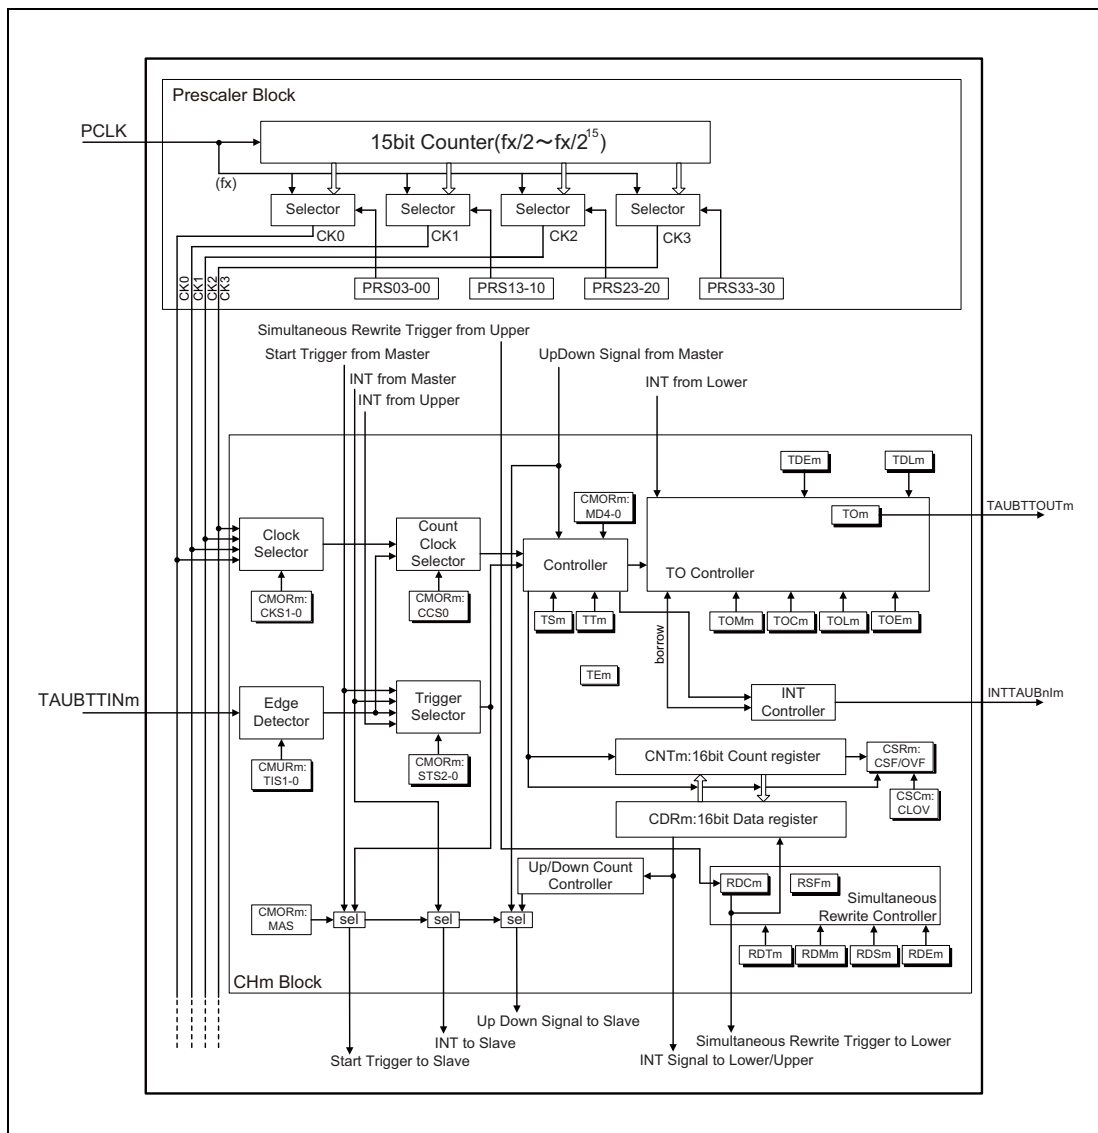 Prescaler Block
PCLK
15bit Counter(fx/2～fx/2^15)
(fx)
Selector
Selector
Selector
Selector
CK0
CK1
CK2
CK3
CK0
CK1
CK2
CK3
PRS03-00
PRS13-10
PRS23-20
PRS33-30
Simultaneous Rewrite Trigger from Upper
Start Trigger from Master
UpDown Signal from Master
INT from Master
INT from Lower
INT from Upper
TDEm
TDLm
CMORm:
MD4-0
TOm
TAUBTTOUTm
Clock
Selector
Count
Clock
Selector
Controller
TO Controller
CMORm:
CKS1-0
CMORm:
CCS0
TSm
TTm
TOMm
TOCm
TOLm
TOEm
borrow
TEm
TAUBTTINm
Edge
Detector
Trigger
Selector
INT
Controller
INTTAUBnIm
CMURm:
TIS1-0
CMORm:
STS2-0
CNTm:16bit Count register
CSRm:
CSF/OVF
CSCm:
CLOV
CDRm:16bit Data register
Up/Down Count
Controller
RDCm
RSFm
Simultaneous
Rewrite Controller
CMORm:
MAS
sel
sel
sel
RDTm
RDMm
RDSm
RDEm
CHm Block
Up Down Signal to Slave
INT to Slave
Simultaneous Rewrite Trigger to Lower
Start Trigger to Slave
INT Signal to Lower/Upper